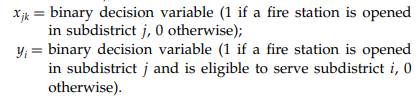 x_jk = binary decision variable (1 if a fire station is opened
in subdistrict j, 0 otherwise);
y_i = binary decision variable (1 if a fire station is opened
in subdistrict j and is eligible to serve subdistrict i, 0
otherwise).